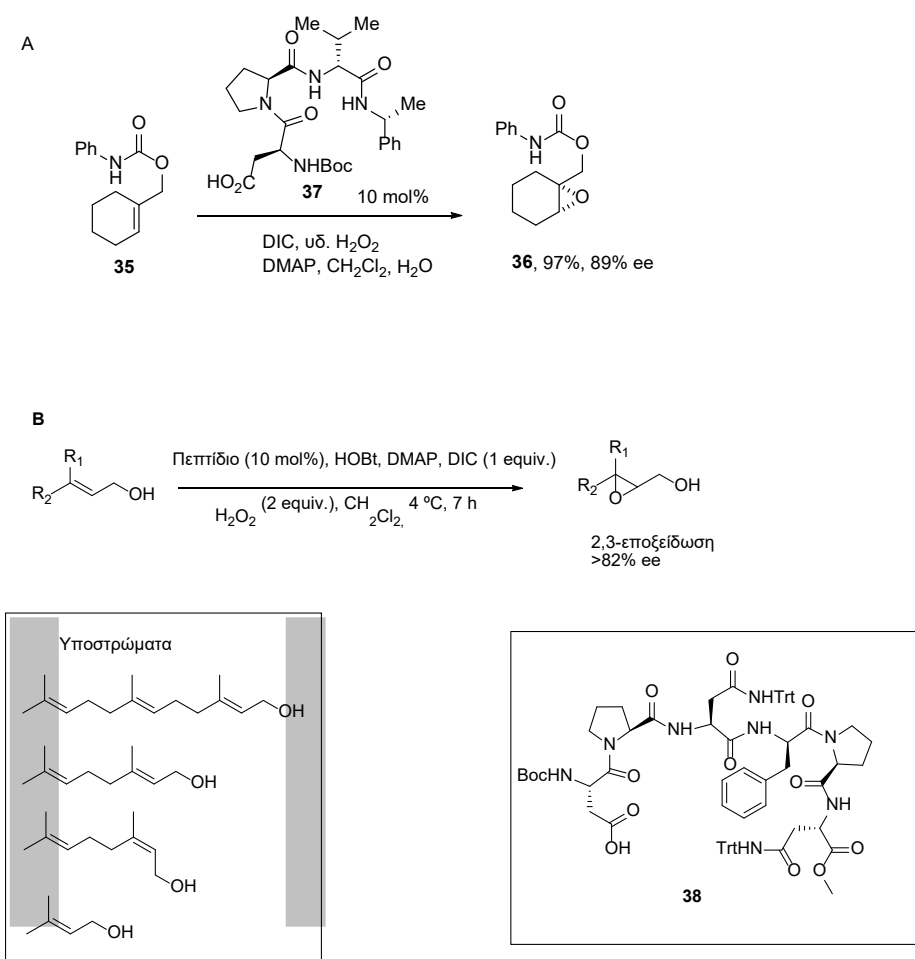 A
Ph
N
H
O
O
35
O
N
O
HO₂C
NHBoc
37
Me
Me
H
N
O
N
H
Me
Ph
10 mol%
DIC, υδ. H₂O₂
DMAP, CH₂Cl₂, H₂O
Ph
N
H
O
O
O
36, 97%, 89% ee
B
R₁
R₂
OH
Πεπτίδιο (10 mol%), HOBt, DMAP, DIC (1 equiv.)
H₂O₂ (2 equiv.), CH₂Cl₂, 4 ºC, 7 h
R₁
R₂
O
OH
2,3-εποξείδωση
>82% ee
Υποστρώματα
OH
OH
OH
OH
O
NHTrt
O
H
N
O
H
N
O
N
N
BocHN
O
O
OH
O
NH
TrtHN
O
O
O
38